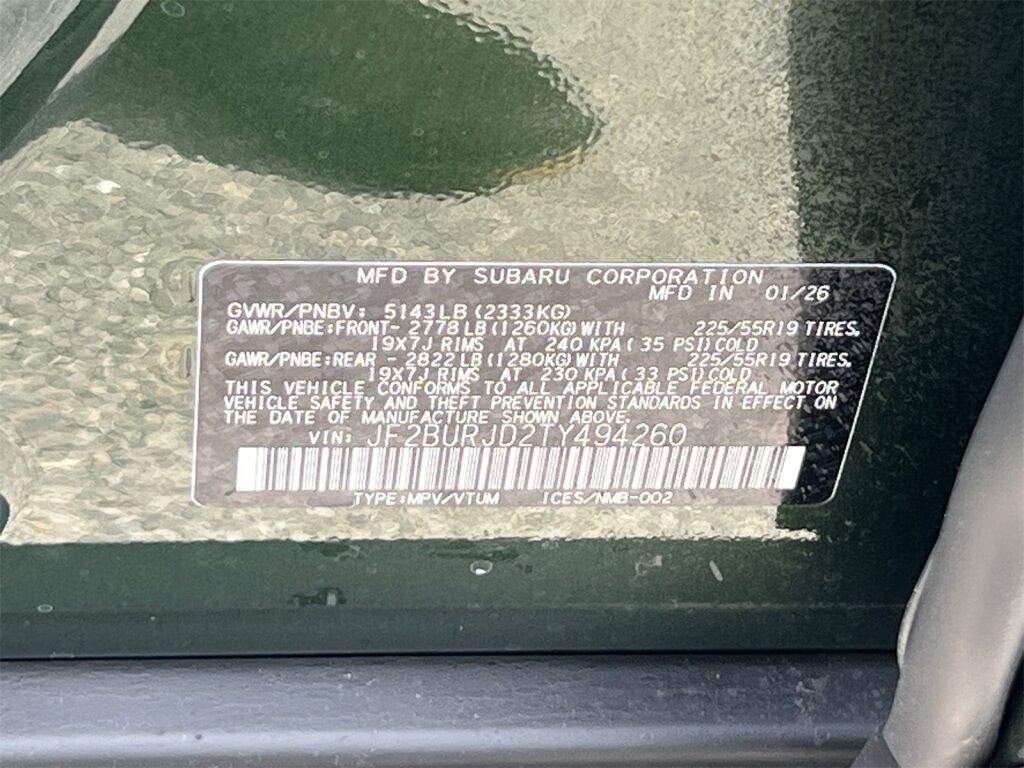 MFD BY SUBARU CORPORATION
MFD IN 01/26
GVWR/PNBV: 5143LB(2333KG)
GAWR/PNBE:FRONT- 2778LB(1260KG)WITH 225/55R19 TIRES,
19X7J RIMS AT 240 KPA( 35 PSI)COLD
GAWR/PNBE:REAR - 2822LB(1280KG)WITH 225/55R19 TIRES,
19X7J RIMS AT 230 KPA( 33 PSI)COLD
THIS VEHICLE CONFORMS TO ALL APPLICABLE FEDERAL MOTOR
VEHICLE SAFETY AND THEFT PREVENTION STANDARDS IN EFFECT ON
THE DATE OF MANUFACTURE SHOWN ABOVE.
VIN: JF2BURJD2TY494260
TYPE:MPV/VTUM ICES/NMB-002